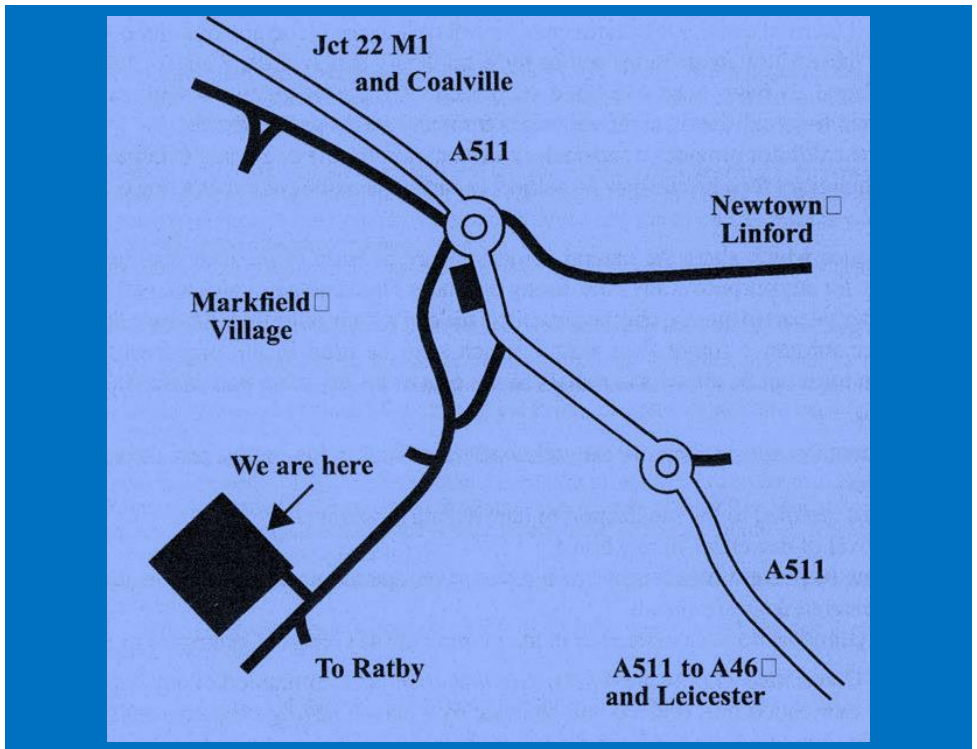 Jct 22 M1
and Coalville
A511
Newtown□
Linford
Markfield□
Village
We are here
A511
To Ratby
A511 to A46□
and Leicester